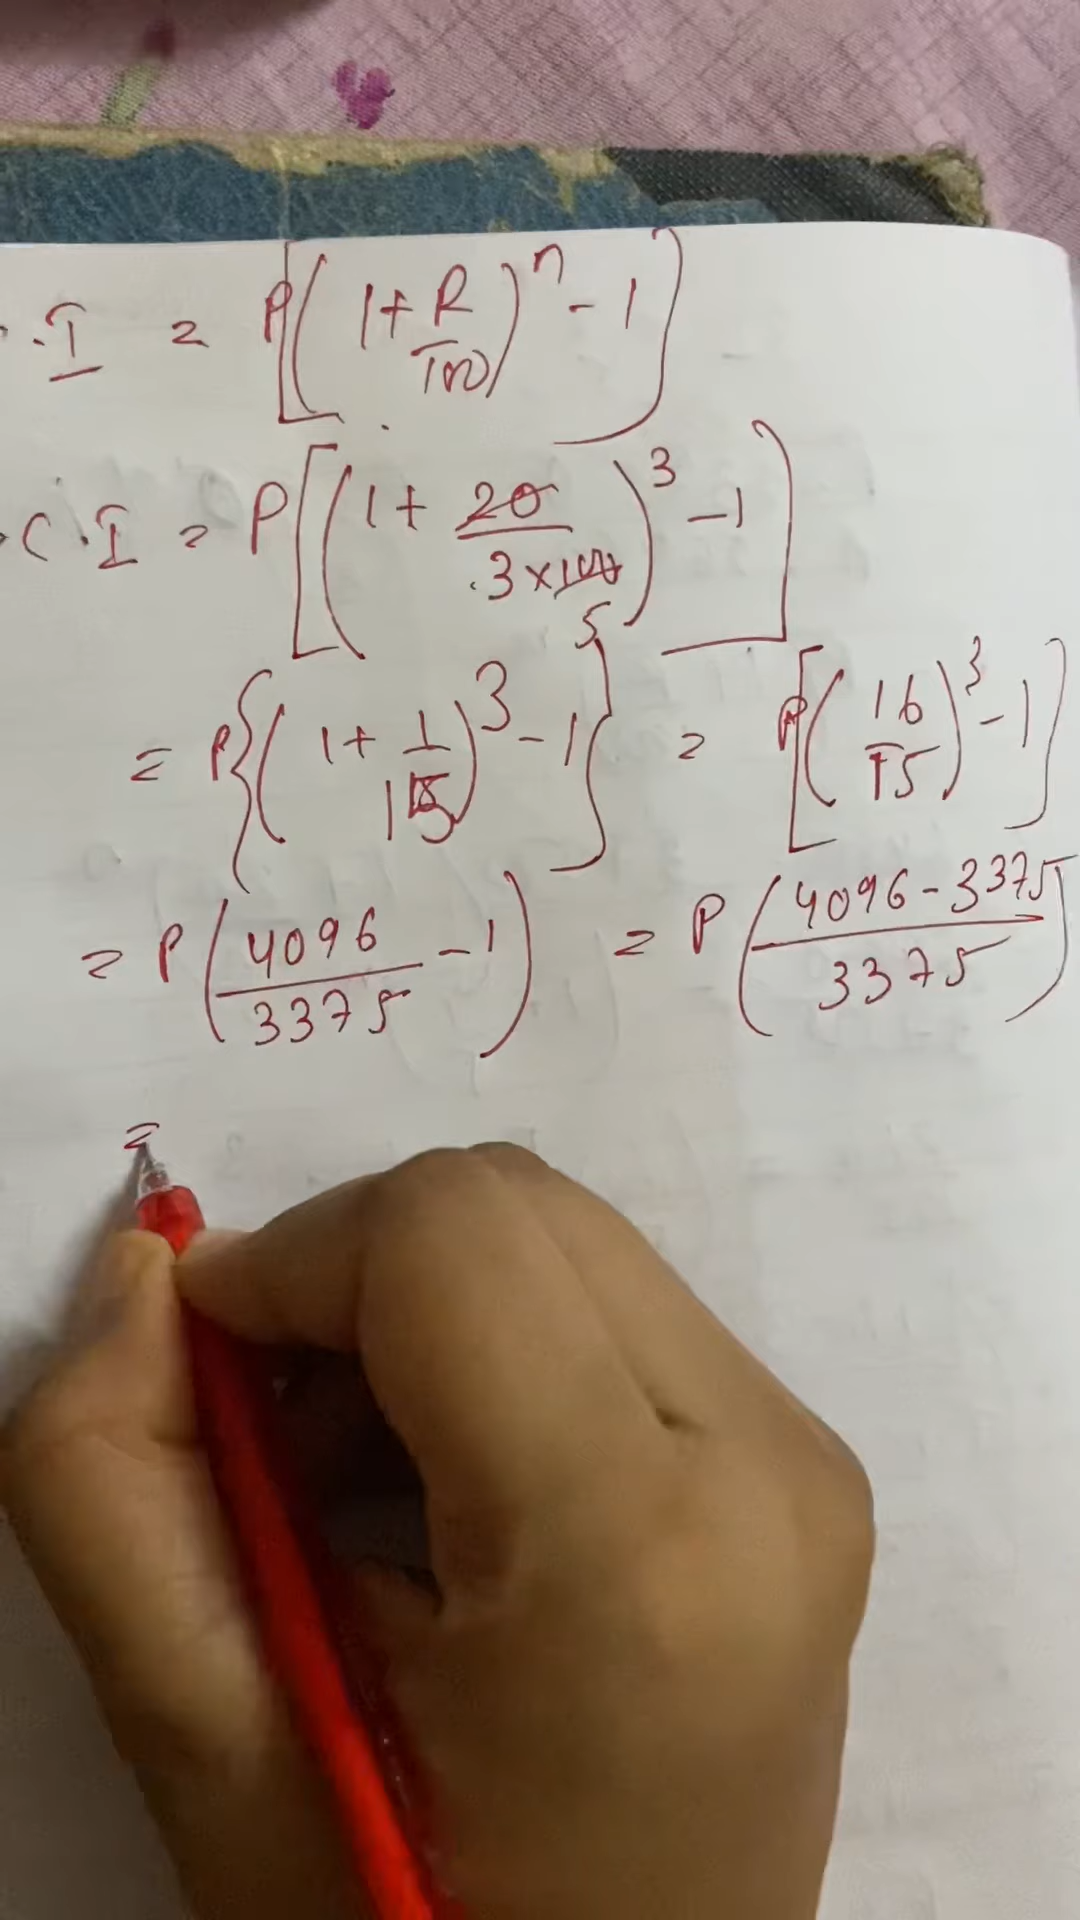 .I = P[(1+R/100)^n - 1]
C.I = P[(1+20/3×100)^3 - 1]
5
= P{(1+1/15)^3 - 1} = P[(16/15)^3 - 1]
= P(4096/3375 - 1) = P(4096-3375/3375)
=